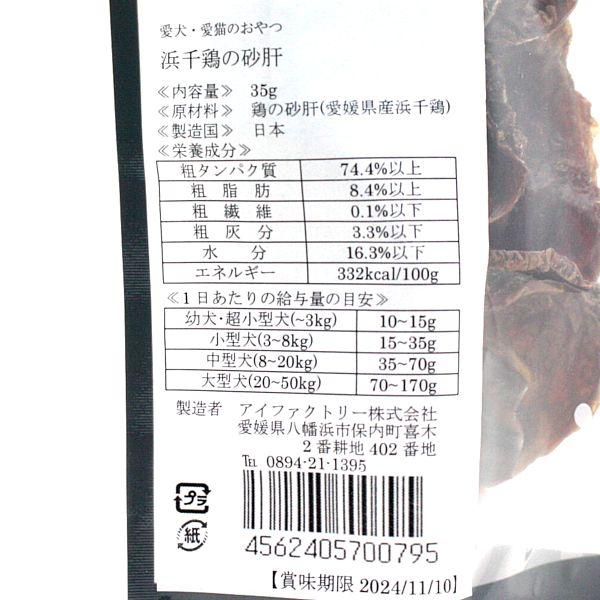 愛犬・愛猫のおやつ
浜千鶏の砂肝
≪内容量≫ 35g
≪原材料≫ 鶏の砂肝(愛媛県産浜千鶏)
≪製造国≫ 日本
≪栄養成分≫
粗タンパク質 74.4%以上
粗脂肪 8.4%以上
粗繊維 0.1%以下
粗灰分 3.3%以下
水分 16.3%以下
エネルギー 332kcal/100g
≪1日あたりの給与量の目安≫
幼犬・超小型犬(~3kg) 10~15g
小型犬(3~8kg) 15~35g
中型犬(8~20kg) 35~70g
大型犬(20~50kg) 70~170g
製造者 アイファクトリー株式会社
愛媛県八幡浜市保内町喜木
2番耕地402番地
℡ 0894-21-1395
プラ
紙
4562405700795
【賞味期限 2024/11/10】